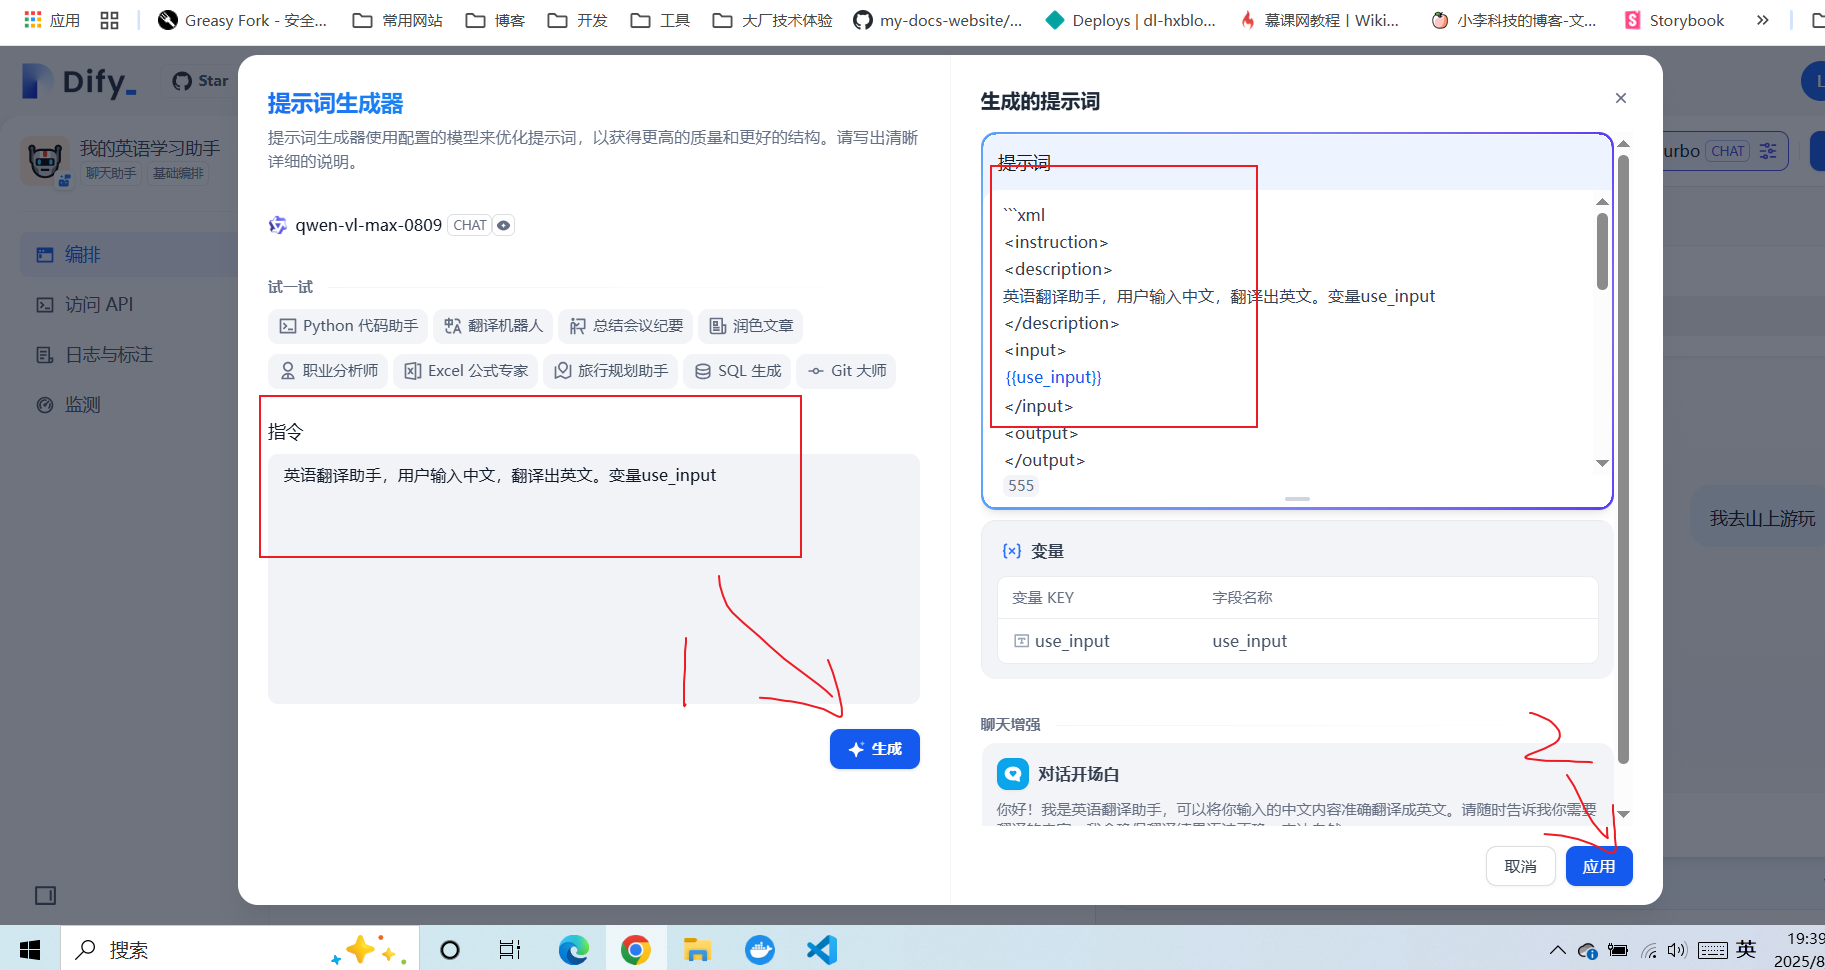 应用
Greasy Fork - 安全...
常用网站
博客
开发
工具
大厂技术体验
my-docs-website/...
Deploys | dl-hxblo...
慕课网教程丨Wiki...
小李科技的博客-文...
Storybook
»
Dify_
Star
我的英语学习助手
聊天助手
基础编排
编排
访问 API
日志与标注
监测
提示词生成器
提示词生成器使用配置的模型来优化提示词，以获得更高的质量和更好的结构。请写出清晰
详细的说明。
qwen-vl-max-0809 CHAT
试一试
Python 代码助手
翻译机器人
总结会议纪要
润色文章
职业分析师
Excel 公式专家
旅行规划助手
SQL 生成
Git 大师
指令
英语翻译助手，用户输入中文，翻译出英文。变量use_input
1
生成
生成的提示词
提示词
```xml
<instruction>
<description>
英语翻译助手，用户输入中文，翻译出英文。变量use_input
</description>
<input>
{{use_input}}
</input>
<output>
</output>
555
变量
变量 KEY
字段名称
use_input
use_input
聊天增强
2
对话开场白
你好！我是英语翻译助手，可以将你输入的中文内容准确翻译成英文。请随时告诉我你需要
取消
应用
urbo CHAT
我去山上游玩
搜索
英
19:39
2025/8